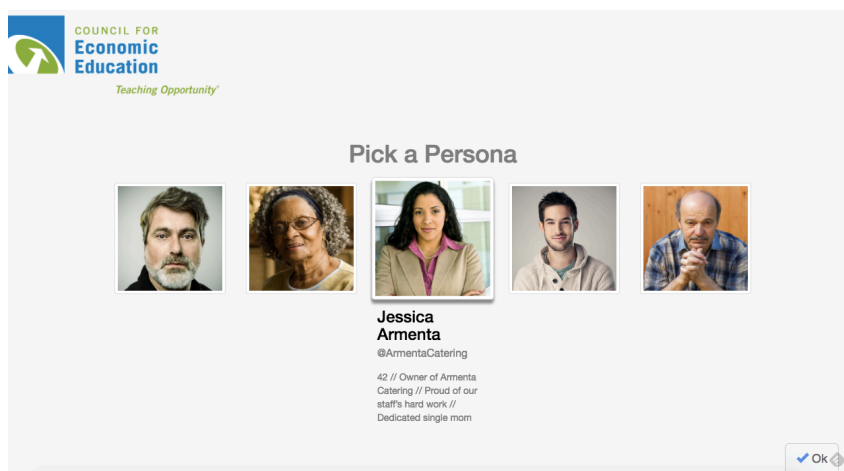 COUNCIL FOR
Economic
Education
Teaching Opportunity®
Pick a Persona
Jessica
Armenta
@ArmentaCatering
42 // Owner of Armenta
Catering // Proud of our
staff's hard work //
Dedicated single mom
Ok